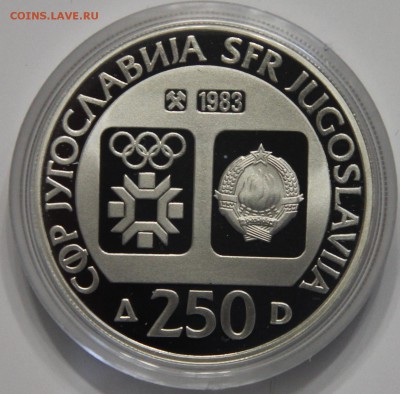 COINS.LAVE.RU
СФР ЈУГОСЛАВИЈА SFR JUGOSLAVIJA
1983
Д 250 D